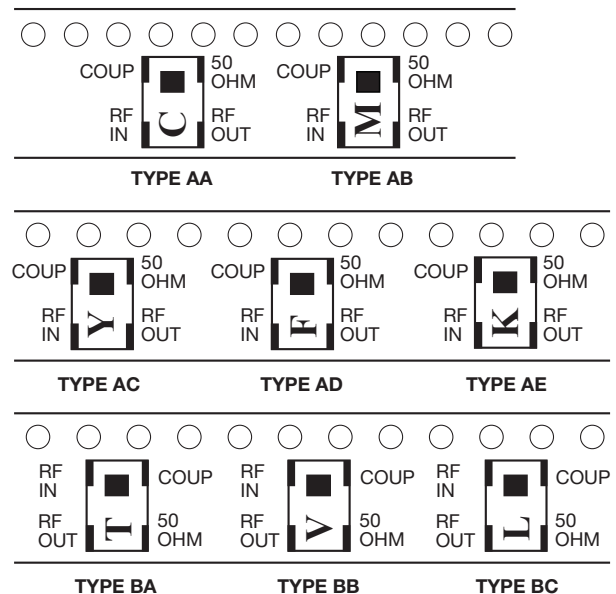 COUP 50 OHM COUP 50 OHM
RF IN C RF OUT RF IN M RF OUT
TYPE AA TYPE AB
COUP 50 OHM COUP 50 OHM COUP 50 OHM
RF IN Y RF OUT RF IN F RF OUT RF IN K RF OUT
TYPE AC TYPE AD TYPE AE
RF IN COUP RF IN COUP RF IN COUP
RF OUT T 50 OHM RF OUT V 50 OHM RF OUT L 50 OHM
TYPE BA TYPE BB TYPE BC